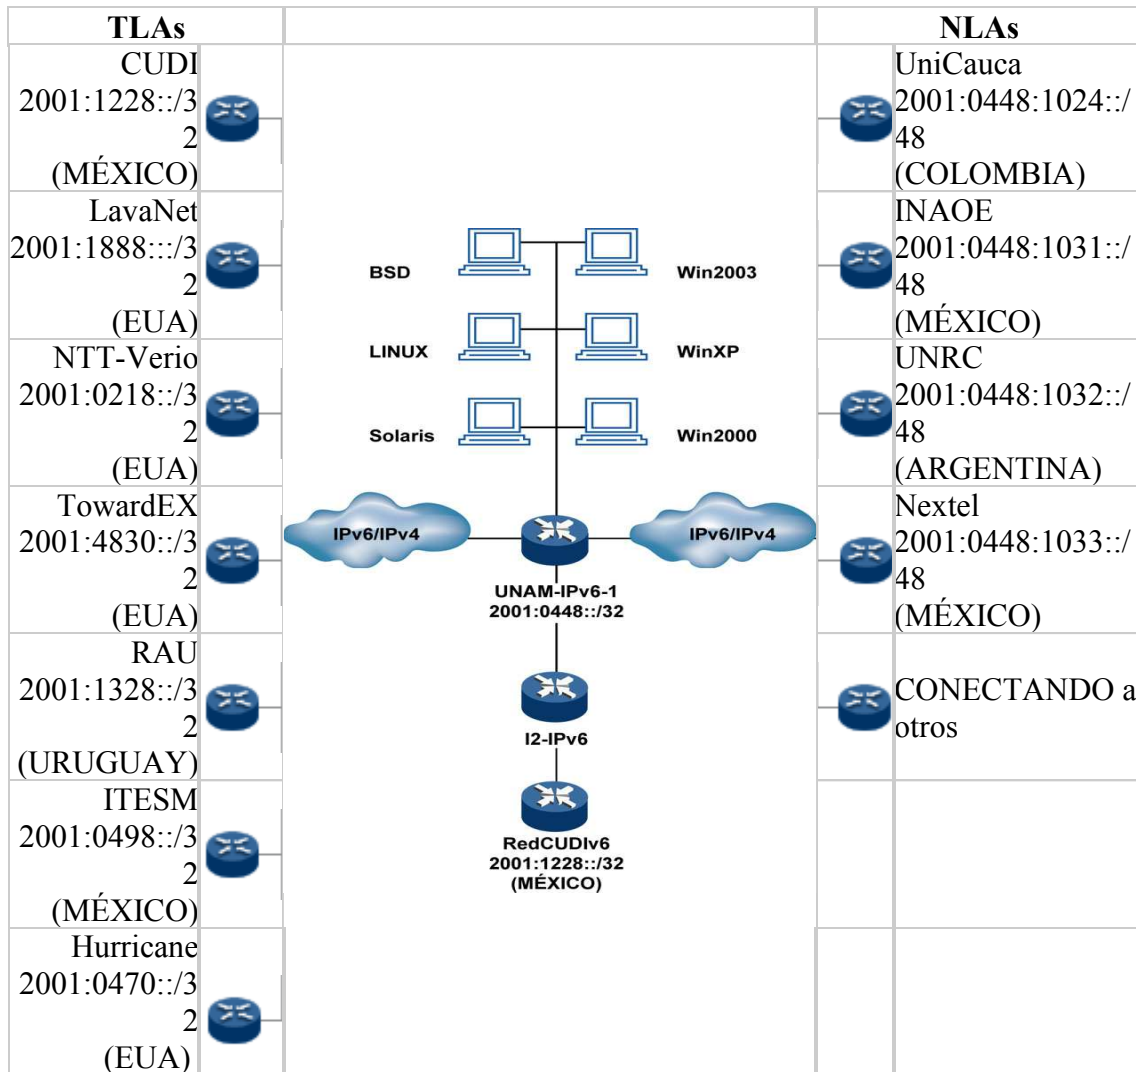 TLAs
NLAs
CUDI
2001:1228::/3
2
(MÉXICO)
UniCauca
2001:0448:1024::/
48
(COLOMBIA)
LavaNet
2001:1888:::/3
2
(EUA)
INAOE
2001:0448:1031::/
48
(MÉXICO)
NTT-Verio
2001:0218::/3
2
(EUA)
UNRC
2001:0448:1032::/
48
(ARGENTINA)
TowardEX
2001:4830::/3
2
(EUA)
Nextel
2001:0448:1033::/
48
(MÉXICO)
RAU
2001:1328::/3
2
(URUGUAY)
CONECTANDO a
otros
ITESM
2001:0498::/3
2
(MÉXICO)
Hurricane
2001:0470::/3
2
(EUA)
BSD
Win2003
LINUX
WinXP
Solaris
Win2000
IPv6/IPv4
IPv6/IPv4
UNAM-IPv6-1
2001:0448::/32
I2-IPv6
RedCUDIv6
2001:1228::/32
(MÉXICO)